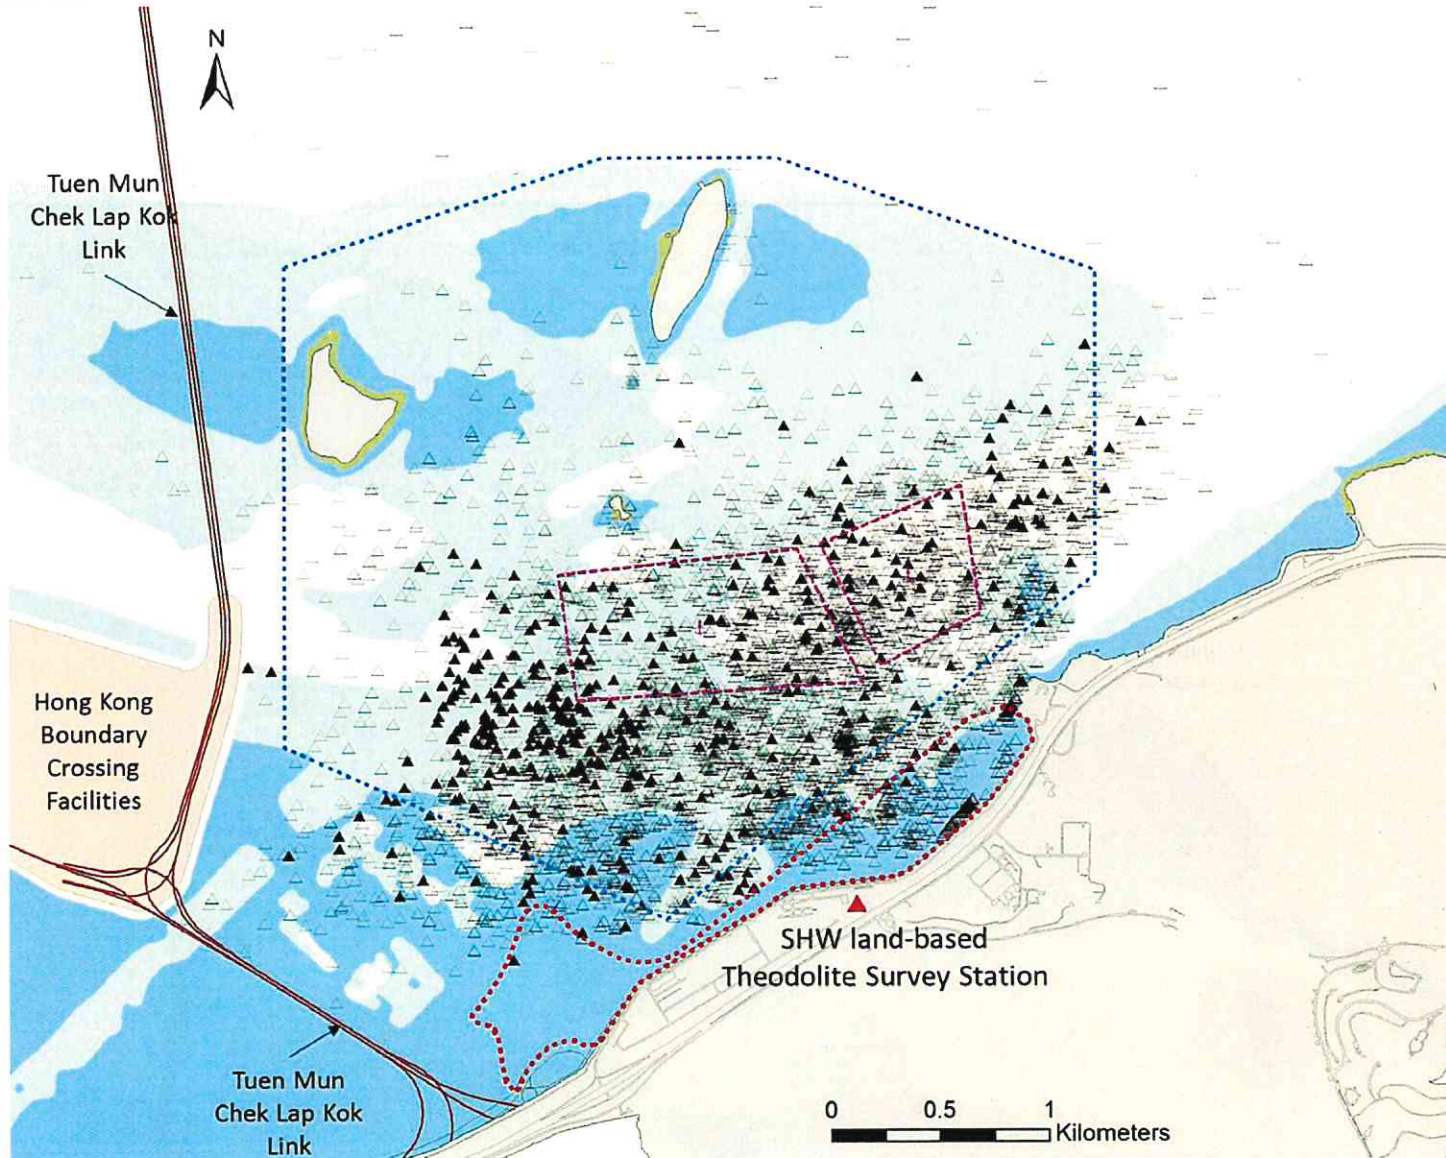 N
Tuen Mun
Chek Lap Kok
Link
Hong Kong
Boundary
Crossing
Facilities
SHW land-based
Theodolite Survey Station
Tuen Mun
Chek Lap Kok
Link
0 0.5 1
Kilometers